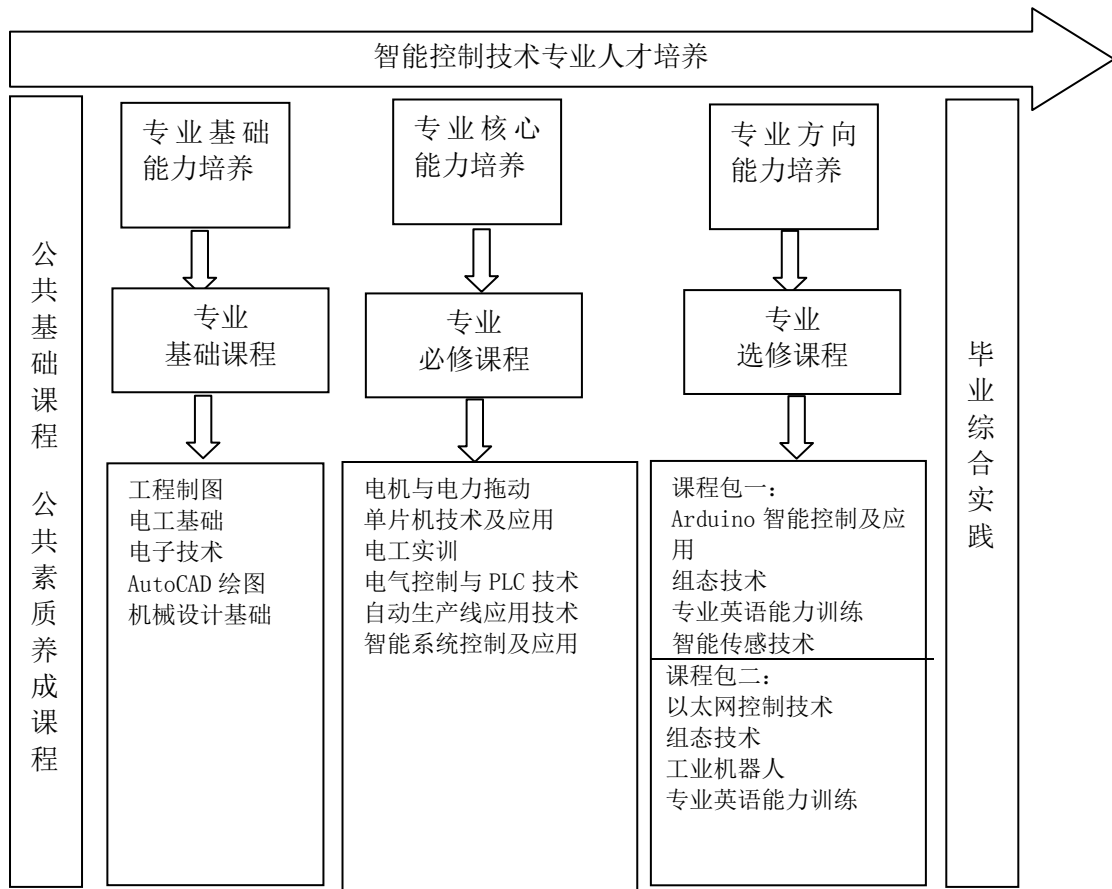 智能控制技术专业人才培养
公共基础课程 公共素质养成课程
专业基础
能力培养
专业
基础课程
工程制图
电工基础
电子技术
AutoCAD 绘图
机械设计基础
专业核心
能力培养
专业
必修课程
电机与电力拖动
单片机技术及应用
电工实训
电气控制与 PLC 技术
自动生产线应用技术
智能系统控制及应用
专业方向
能力培养
专业
选修课程
课程包一：
Arduino 智能控制及应
用
组态技术
专业英语能力训练
智能传感技术
课程包二：
以太网控制技术
组态技术
工业机器人
专业英语能力训练
毕业综合实践